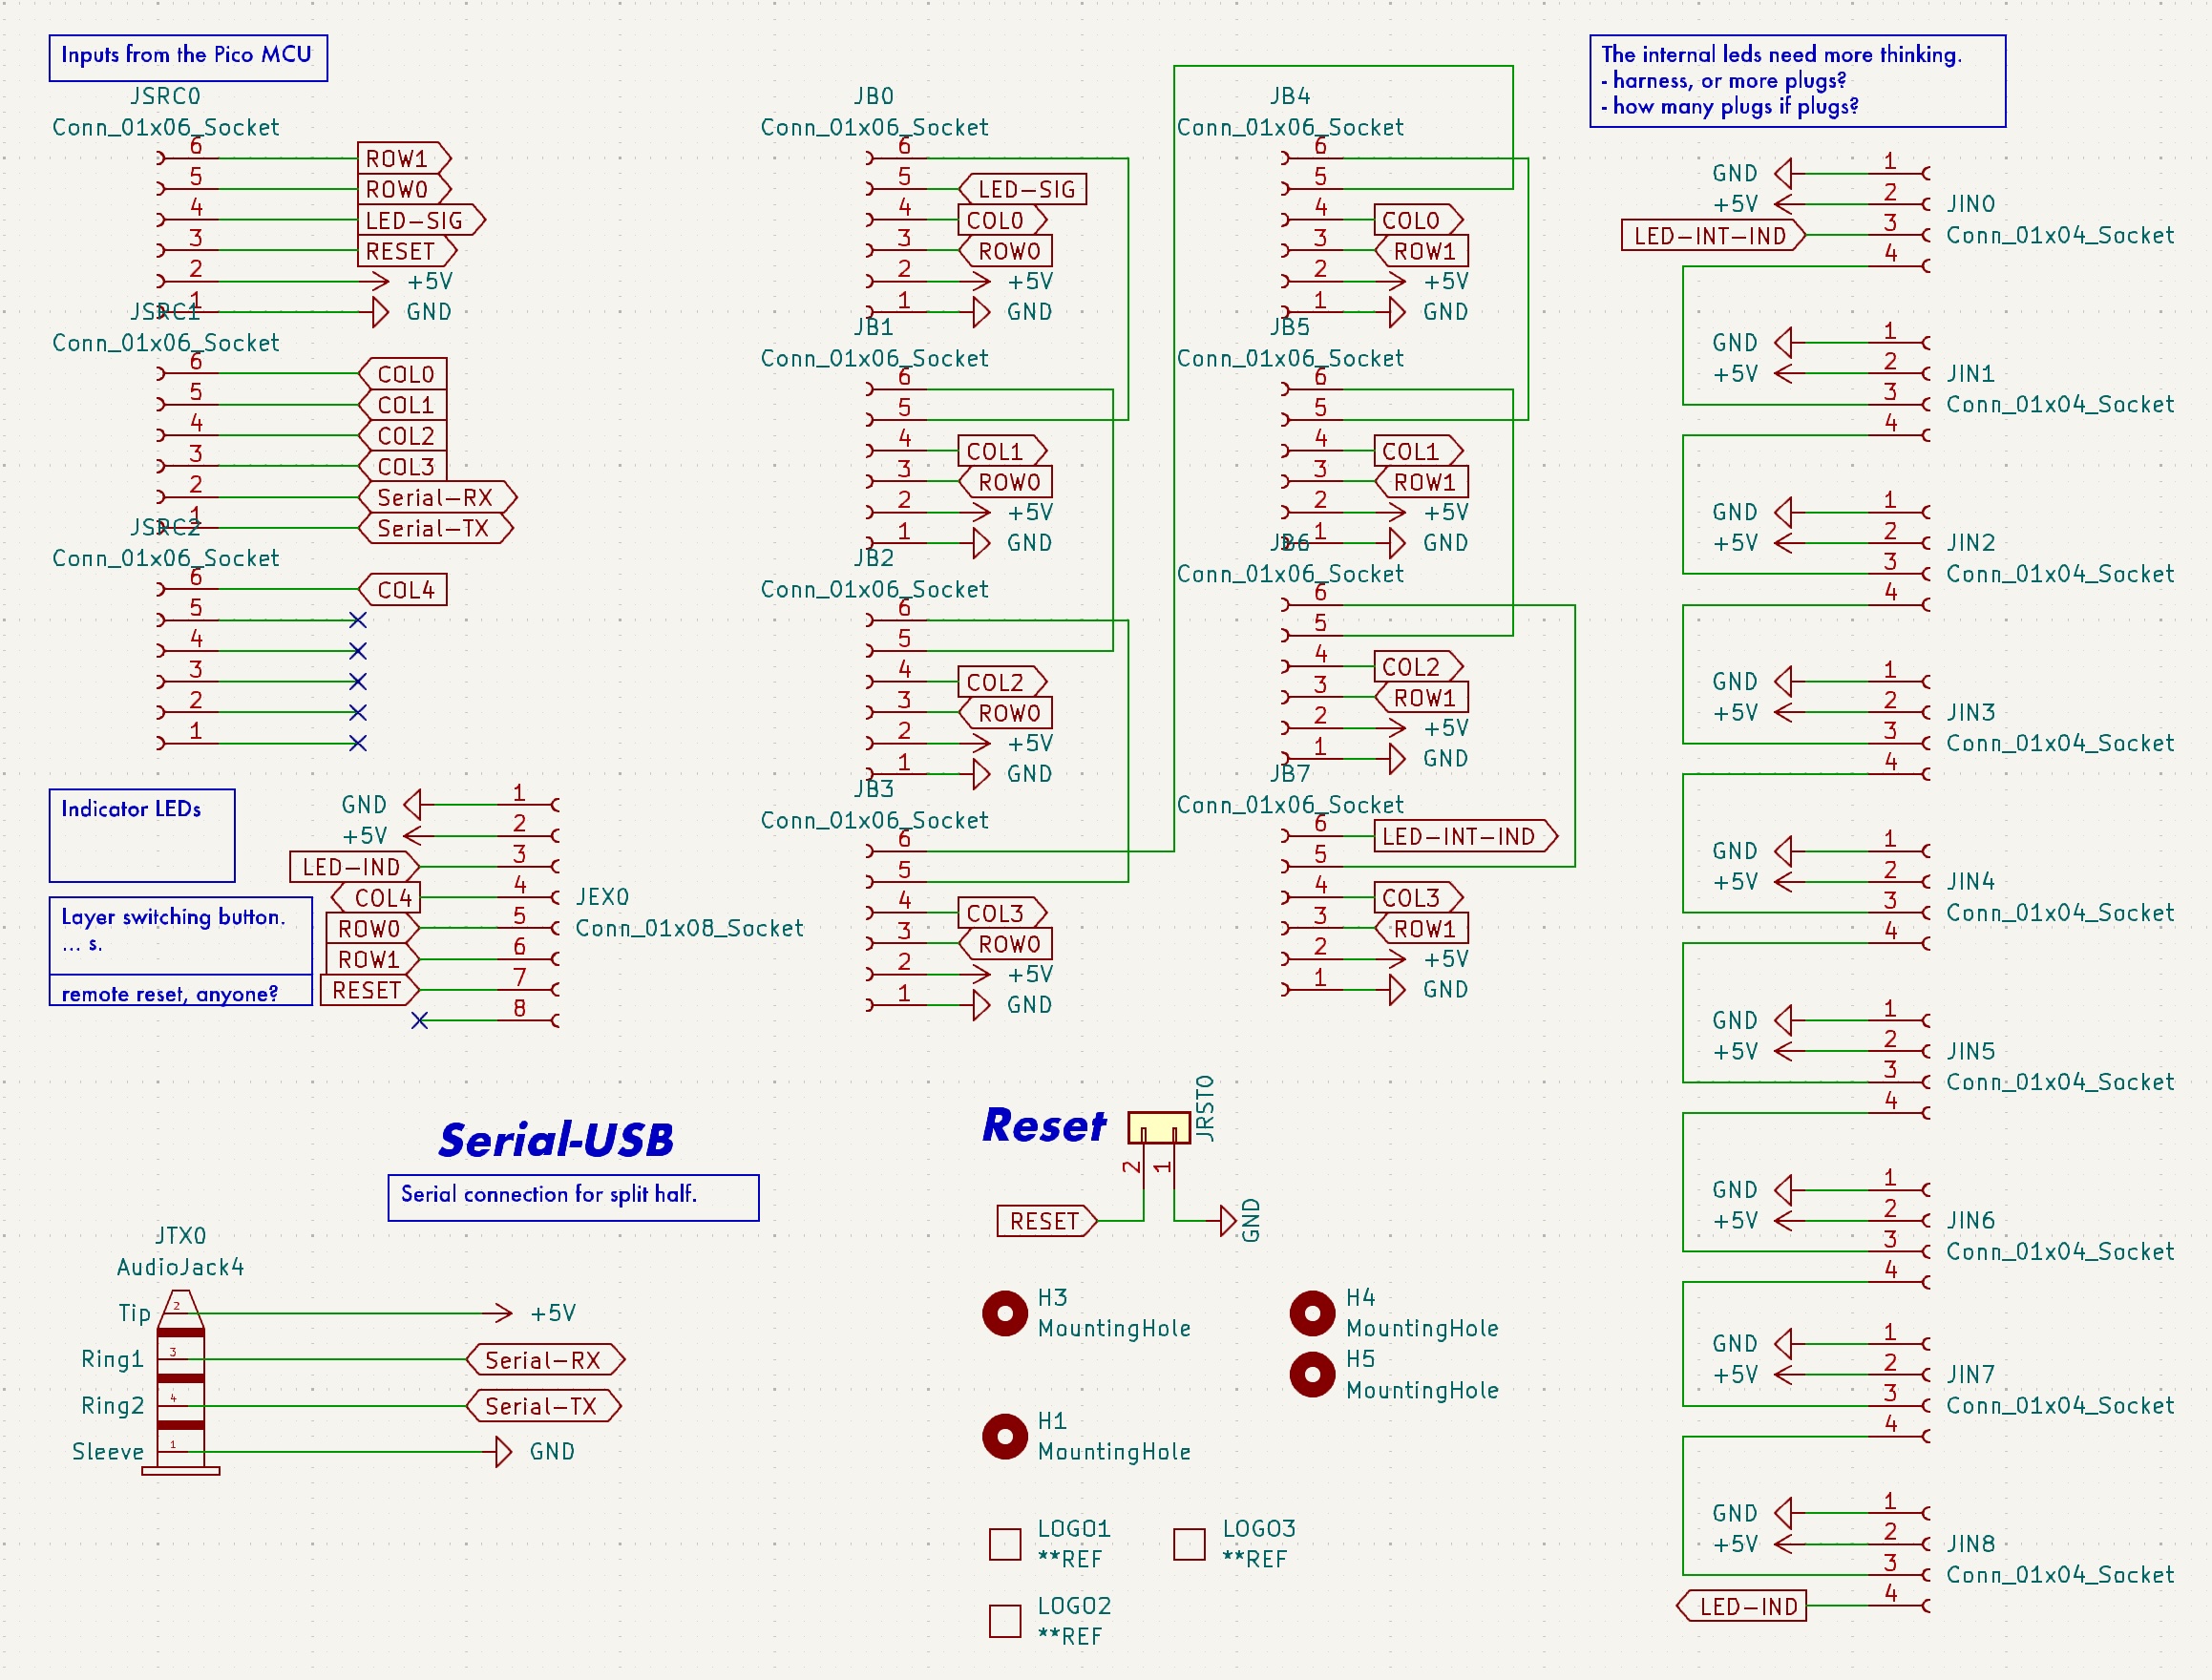 Inputs from the Pico MCU
JSRC0
Conn_01x06_Socket
6 ROW1
5 ROW0
4 LED-SIG
3 RESET
2 +5V
1 GND
JSRC1
Conn_01x06_Socket
6 COL0
5 COL1
4 COL2
3 COL3
2 Serial-RX
1 Serial-TX
JSRC2
Conn_01x06_Socket
6 COL4
5
4
3
2
1
Indicator LEDs
Layer switching button.
... s.
remote reset, anyone?
GND 1
+5V 2
LED-IND 3
COL4 4
ROW0 5
ROW1 6
RESET 7
8
JEX0
Conn_01x08_Socket
JB0
Conn_01x06_Socket
6
5 LED-SIG
4 COL0
3 ROW0
2 +5V
1 GND
JB1
Conn_01x06_Socket
6
5
4 COL1
3 ROW0
2 +5V
1 GND
JB2
Conn_01x06_Socket
6
5
4 COL2
3 ROW0
2 +5V
1 GND
JB3
Conn_01x06_Socket
6
5
4 COL3
3 ROW0
2 +5V
1 GND
JB4
Conn_01x06_Socket
6
5
4 COL0
3 ROW1
2 +5V
1 GND
JB5
Conn_01x06_Socket
6
5
4 COL1
3 ROW1
2 +5V
1 GND
JB6
Conn_01x06_Socket
6
5
4 COL2
3 ROW1
2 +5V
1 GND
JB7
Conn_01x06_Socket
6 LED-INT-IND
5
4 COL3
3 ROW1
2 +5V
1 GND
The internal leds need more thinking.
- harness, or more plugs?
- how many plugs if plugs?
GND 1
+5V 2 JIN0
LED-INT-IND 3 Conn_01x04_Socket
4
GND 1
+5V 2 JIN1
3 Conn_01x04_Socket
4
GND 1
+5V 2 JIN2
3 Conn_01x04_Socket
4
GND 1
+5V 2 JIN3
3 Conn_01x04_Socket
4
GND 1
+5V 2 JIN4
3 Conn_01x04_Socket
4
GND 1
+5V 2 JIN5
3 Conn_01x04_Socket
4
GND 1
+5V 2 JIN6
3 Conn_01x04_Socket
4
GND 1
+5V 2 JIN7
3 Conn_01x04_Socket
4
GND 1
+5V 2 JIN8
3 Conn_01x04_Socket
LED-IND 4
Serial-USB
Serial connection for split half.
JTX0
AudioJack4
Tip 2 +5V
Ring1 3 Serial-RX
Ring2 4 Serial-TX
Sleeve 1 GND
Reset
JRST0
2 1
RESET
GND
H3
MountingHole
H4
MountingHole
H5
MountingHole
H1
MountingHole
LOGO1
**REF
LOGO3
**REF
LOGO2
**REF